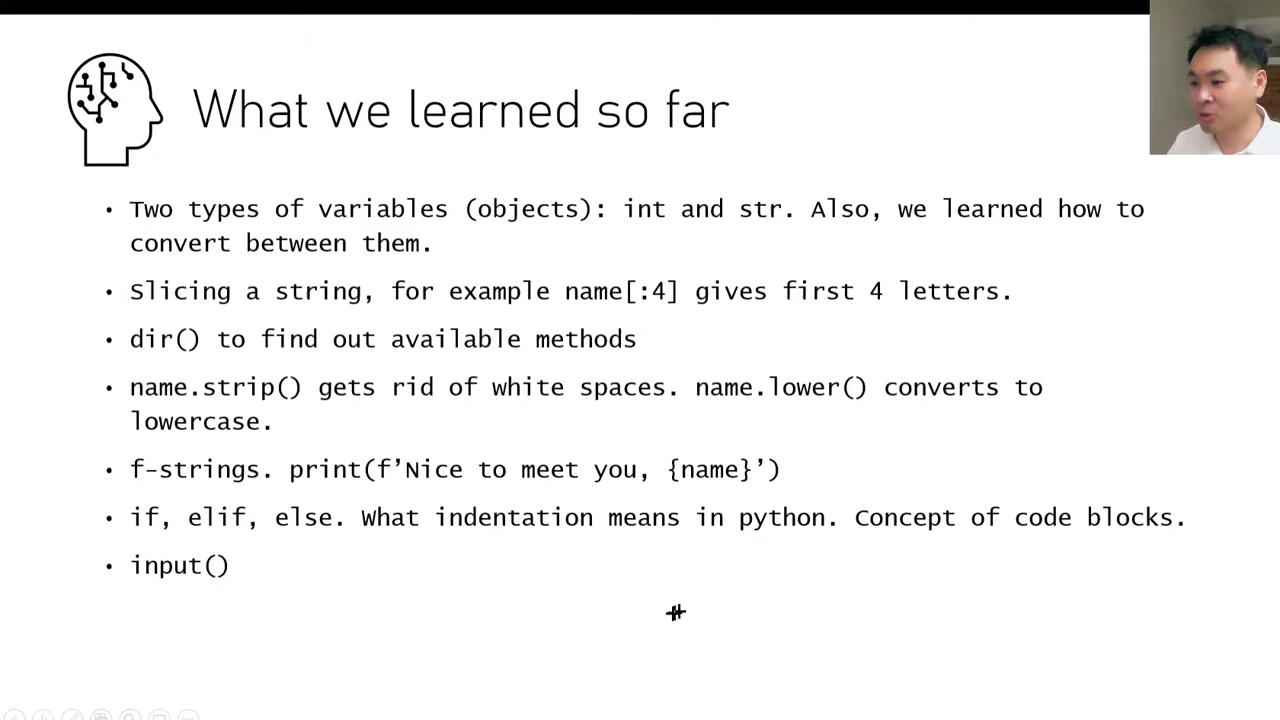 What we learned so far
• Two types of variables (objects): int and str. Also, we learned how to
convert between them.
• Slicing a string, for example name[:4] gives first 4 letters.
• dir() to find out available methods
• name.strip() gets rid of white spaces. name.lower() converts to
lowercase.
• f-strings. print(f’Nice to meet you, {name}’)
• if, elif, else. What indentation means in python. Concept of code blocks.
• input()
#